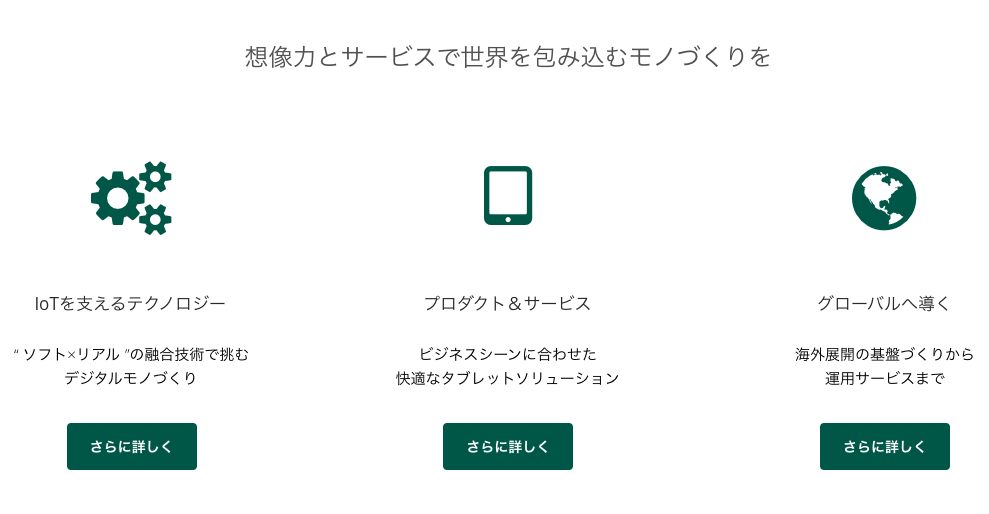 想像力とサービスで世界を包み込むモノづくりを
IoTを支えるテクノロジー
“ ソフト×リアル ”の融合技術で挑む
デジタルモノづくり
さらに詳しく
プロダクト＆サービス
ビジネスシーンに合わせた
快適なタブレットソリューション
さらに詳しく
グローバルへ導く
海外展開の基盤づくりから
運用サービスまで
さらに詳しく